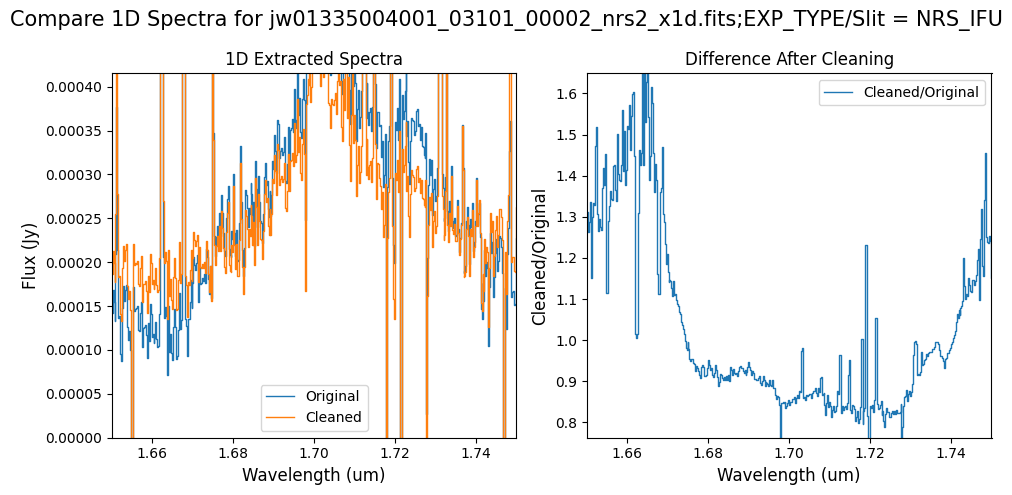 Compare 1D Spectra for jw01335004001_03101_00002_nrs2_x1d.fits;EXP_TYPE/Slit = NRS_IFU
1D Extracted Spectra
Flux (Jy)
0.00040
0.00035
0.00030
0.00025
0.00020
0.00015
0.00010
0.00005
0.00000
Original
Cleaned
1.66
1.68
1.70
1.72
1.74
Wavelength (um)
Difference After Cleaning
Cleaned/Original
Cleaned/Original
1.6
1.5
1.4
1.3
1.2
1.1
1.0
0.9
0.8
1.66
1.68
1.70
1.72
1.74
Wavelength (um)